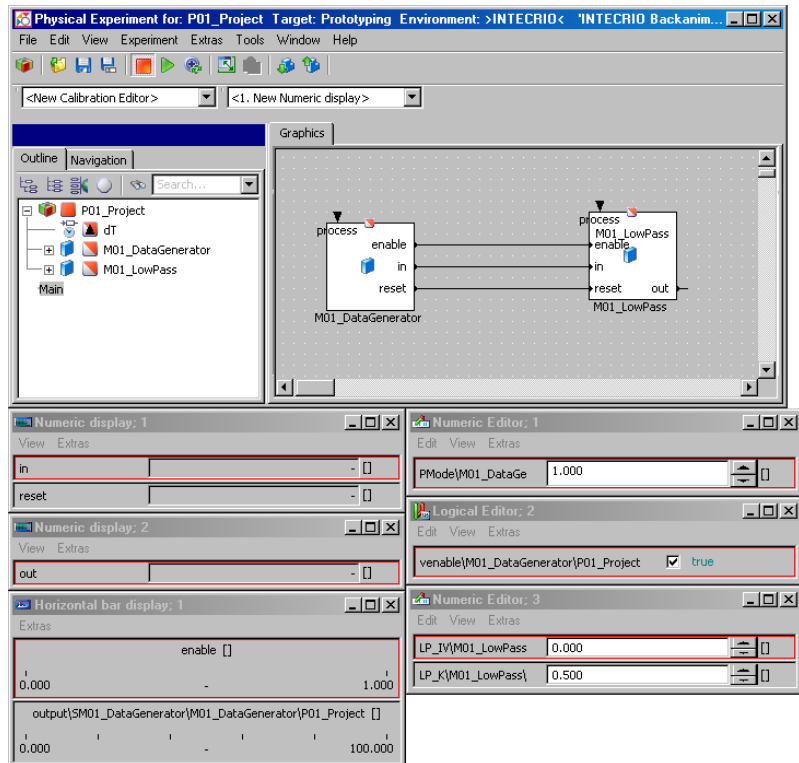 Physical Experiment for: P01_Project Target: Prototyping Environment: >INTECRIO< 'INTECRIO Backanim...
File Edit View Experiment Extras Tools Window Help
<New Calibration Editor> <1. New Numeric display>
Graphics
Outline Navigation
Search...
P01_Project
dT
M01_DataGenerator
M01_LowPass
Main
process
enable
in
reset
M01_DataGenerator
process
M01_LowPass
enable
in
reset out
M01_LowPass
Numeric display; 1
View Extras
in - []
reset - []
Numeric display; 2
View Extras
out - []
Horizontal bar display; 1
Extras
enable []
0.000 - 1.000
output\SM01_DataGenerator\M01_DataGenerator\P01_Project []
0.000 - 100.000
Numeric Editor; 1
Edit View Extras
PMode\M01_DataGe 1.000 []
Logical Editor; 2
Edit View Extras
venable\M01_DataGenerator\P01_Project true
Numeric Editor; 3
Edit View Extras
LP_IV\M01_LowPass 0.000 []
LP_K\M01_LowPass\ 0.500 []